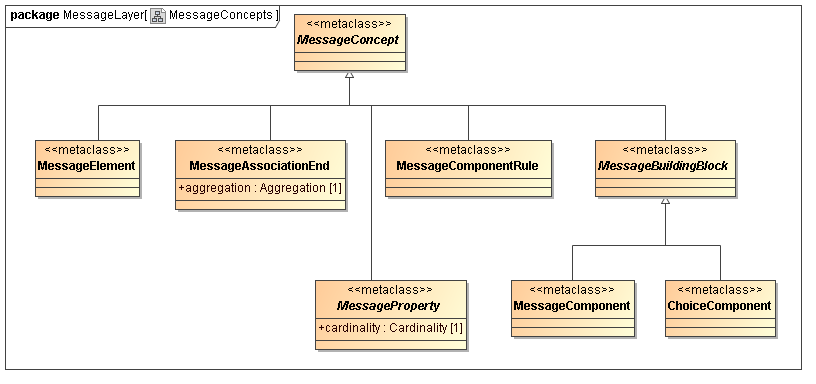 package MessageLayer[ MessageConcepts ]
<<metaclass>>
MessageConcept
<<metaclass>>
MessageElement
<<metaclass>>
MessageAssociationEnd
+aggregation : Aggregation [1]
<<metaclass>>
MessageComponentRule
<<metaclass>>
MessageBuildingBlock
<<metaclass>>
MessageProperty
+cardinality : Cardinality [1]
<<metaclass>>
MessageComponent
<<metaclass>>
ChoiceComponent